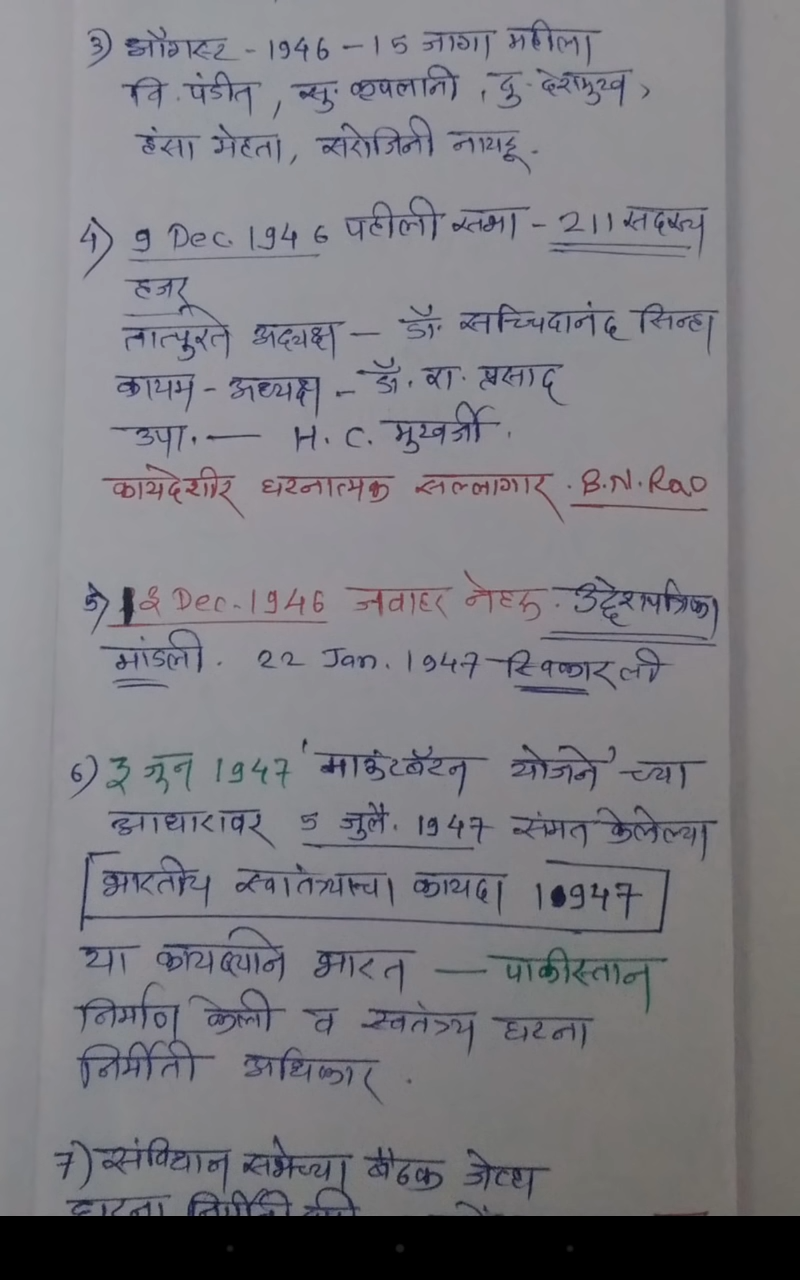 3) ऑगस्ट - 1946 - 15 जागा महीला
वि. पंडीत, सु. कृपलानी, दु. देशमुख,
हंसा मेहता, सरोजिनी नायडू.
4) 9 Dec. 1946 पहीली सभा - 211 सदस्य
हजर
तात्पुरते अध्यक्ष — डॉ. सच्चिदानंद सिन्हा
कायम - अध्यक्ष - डॉ. रा. प्रसाद
उपा. — H. C. मुखर्जी.
कायदेशीर घटनात्मक सल्लागार. B.N. Rao
5) Dec. 1946 जवाहर नेहरू. उद्देशपत्रिका
मांडली. 22 Jan. 1947 स्विकारली
6) 3 जून 1947 'माऊंटबॅटन योजने' च्या
आधारावर 5 जुलै. 1947 संमत केलेल्या
भारतीय स्वातंत्र्याचा कायदा 1947
या कायद्याने भारत — पाकीस्तान
निर्माण केली व स्वतंत्र्य घटना
निर्मीती अधिकार.
7) संविधान सभेच्या बैठक जेव्हा
घटना निर्मिती